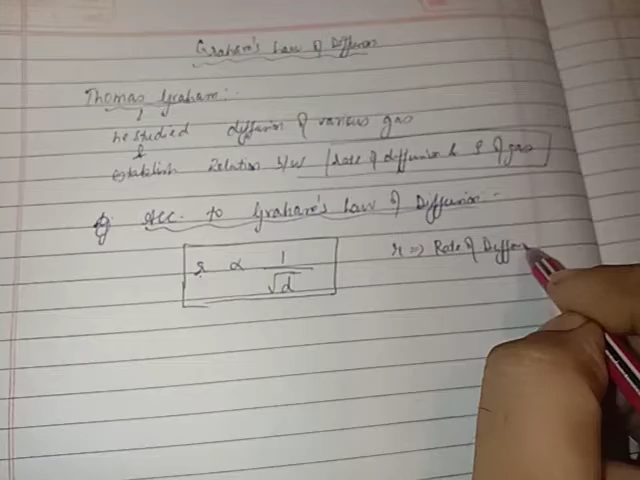 Graham's Law of Diffusion
Thomas Graham:-
he studied diffusion of various gas
&
establish Relation b/w rate of diffusion & ρ of gas
Acc. to Graham's Law of Diffusion:-
r ∝ 1/√d
r => Rate of Diffus